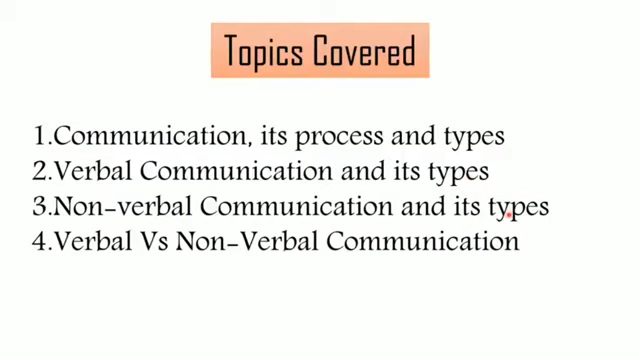 Topics Covered
1.Communication, its process and types
2.Verbal Communication and its types
3.Non-verbal Communication and its types
4.Verbal Vs Non-Verbal Communication